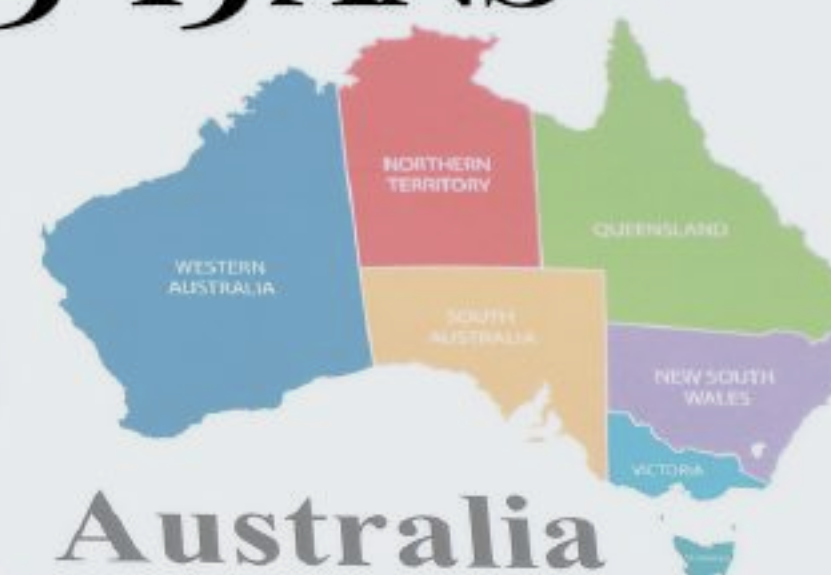 NORTHERN
TERRITORY
QUEENSLAND
WESTERN
AUSTRALIA
SOUTH
AUSTRALIA
NEW SOUTH
WALES
VICTORIA
Australia